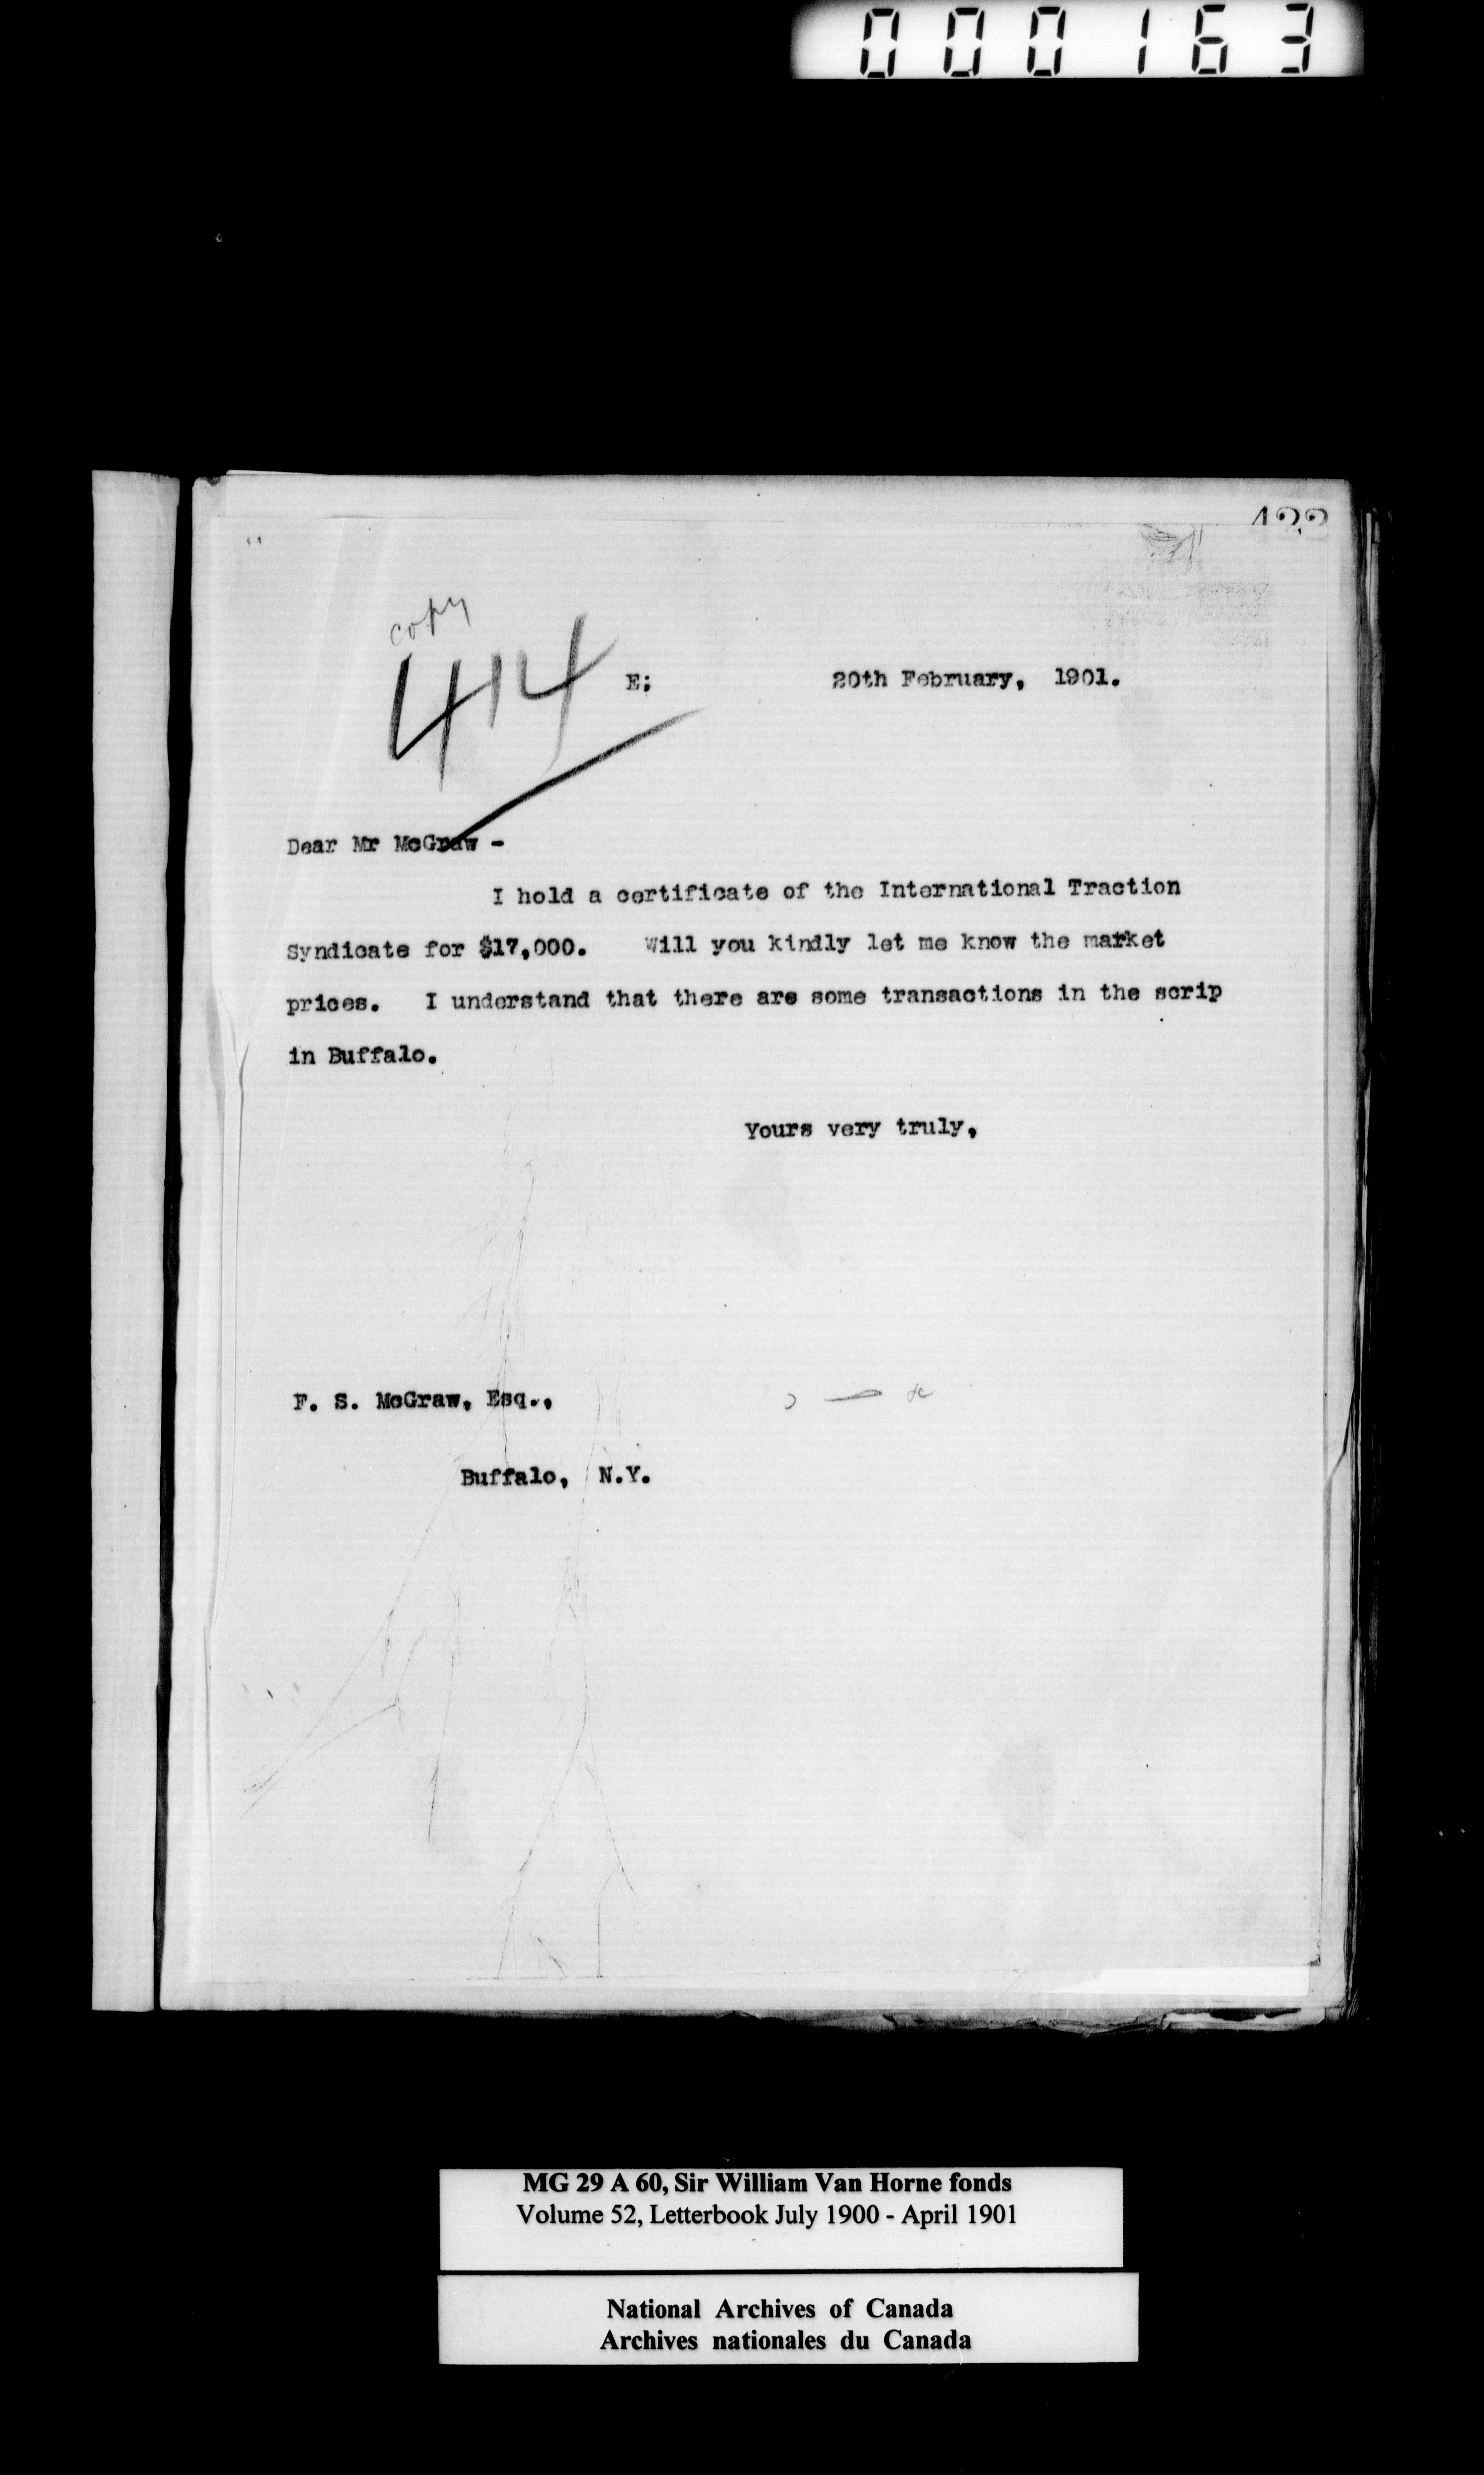 000163
422
copy
414
E; 20th February, 1901.
Dear Mr McGraw -
I hold a certificate of the International Traction
Syndicate for $17,000. Will you kindly let me know the market
prices. I understand that there are some transactions in the scrip
in Buffalo.
Yours very truly,
F. S. McGraw, Esq.,
Buffalo, N.Y.
MG 29 A 60, Sir William Van Horne fonds
Volume 52, Letterbook July 1900 - April 1901
National Archives of Canada
Archives nationales du Canada